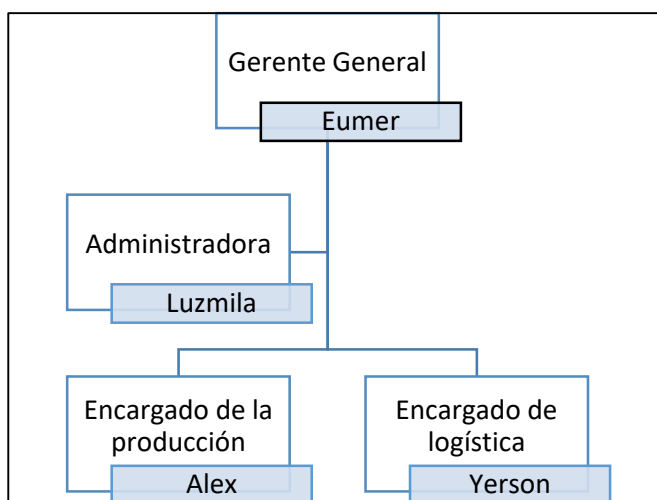 Gerente General
Eumer
Administradora
Luzmila
Encargado de la
producción
Alex
Encargado de
logística
Yerson